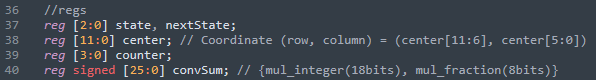 36 //regs
37 reg [2:0] state, nextState;
38 reg [11:0] center; // Coordinate (row, column) = (center[11:6], center[5:0])
39 reg [3:0] counter;
40 reg signed [25:0] convSum; // {mul_integer(18bits), mul_fraction(8bits)}